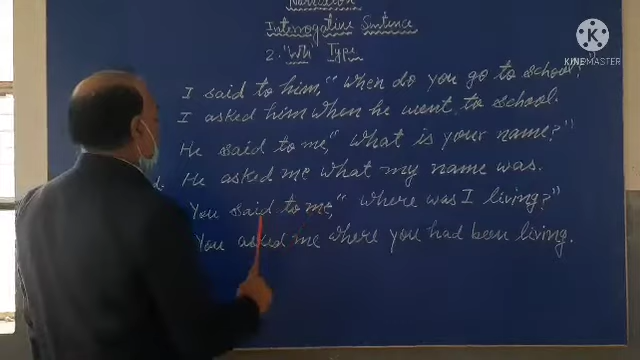 Narration
Interrogative Sentence
2. "Wh" Type
I said to him, "When do you go to school?"
I asked him when he went to school.
He said to me, "What is your name?"
He asked me what my name was.
You said to me, "Where was I living?"
You asked me where you had been living.
KINEMASTER